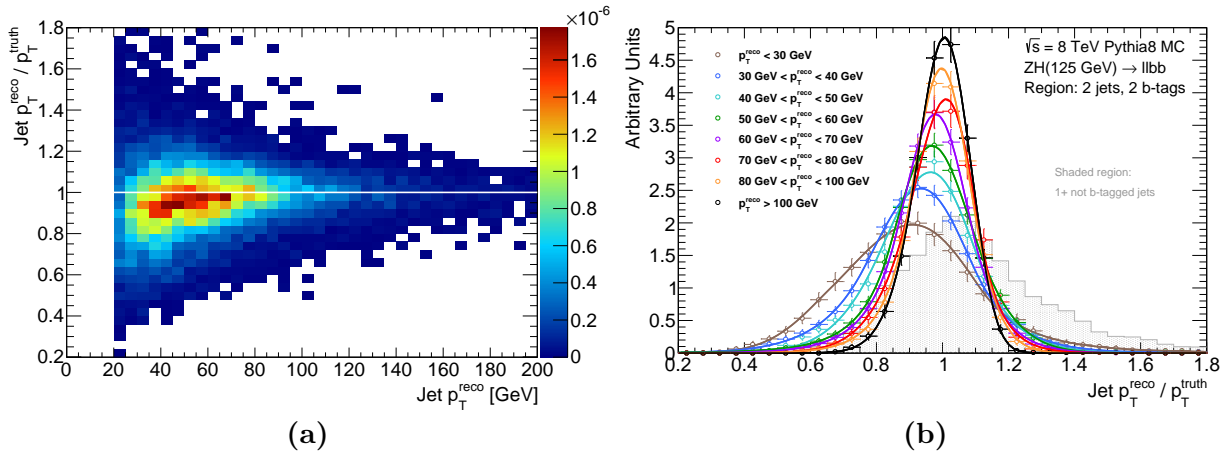 ×10⁻⁶
1.8
1.6
1.4
1.2
1
0.8
0.6
0.4
0.2
Jet p_T^reco / p_T^truth
0 20 40 60 80 100 120 140 160 180 200
Jet p_T^reco [GeV]
1.6
1.4
1.2
1
0.8
0.6
0.4
0.2
0
(a)
Arbitrary Units
5
4.5
4
3.5
3
2.5
2
1.5
1
0.5
0
p_T^reco < 30 GeV
30 GeV < p_T^reco < 40 GeV
40 GeV < p_T^reco < 50 GeV
50 GeV < p_T^reco < 60 GeV
60 GeV < p_T^reco < 70 GeV
70 GeV < p_T^reco < 80 GeV
80 GeV < p_T^reco < 100 GeV
p_T^reco > 100 GeV
√s = 8 TeV Pythia8 MC
ZH(125 GeV) → llbb
Region: 2 jets, 2 b-tags
Shaded region:
1+ not b-tagged jets
0.2 0.4 0.6 0.8 1 1.2 1.4 1.6 1.8
Jet p_T^reco / p_T^truth
(b)